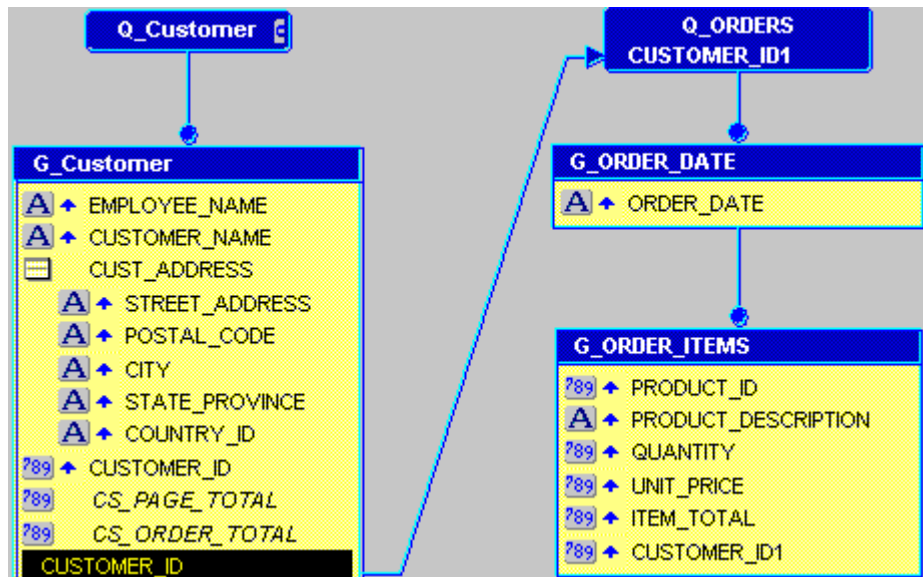 Q_Customer
G_Customer
EMPLOYEE_NAME
CUSTOMER_NAME
CUST_ADDRESS
STREET_ADDRESS
POSTAL_CODE
CITY
STATE_PROVINCE
COUNTRY_ID
CUSTOMER_ID
CS_PAGE_TOTAL
CS_ORDER_TOTAL
CUSTOMER_ID
Q_ORDERS
CUSTOMER_ID1
G_ORDER_DATE
ORDER_DATE
G_ORDER_ITEMS
PRODUCT_ID
PRODUCT_DESCRIPTION
QUANTITY
UNIT_PRICE
ITEM_TOTAL
CUSTOMER_ID1